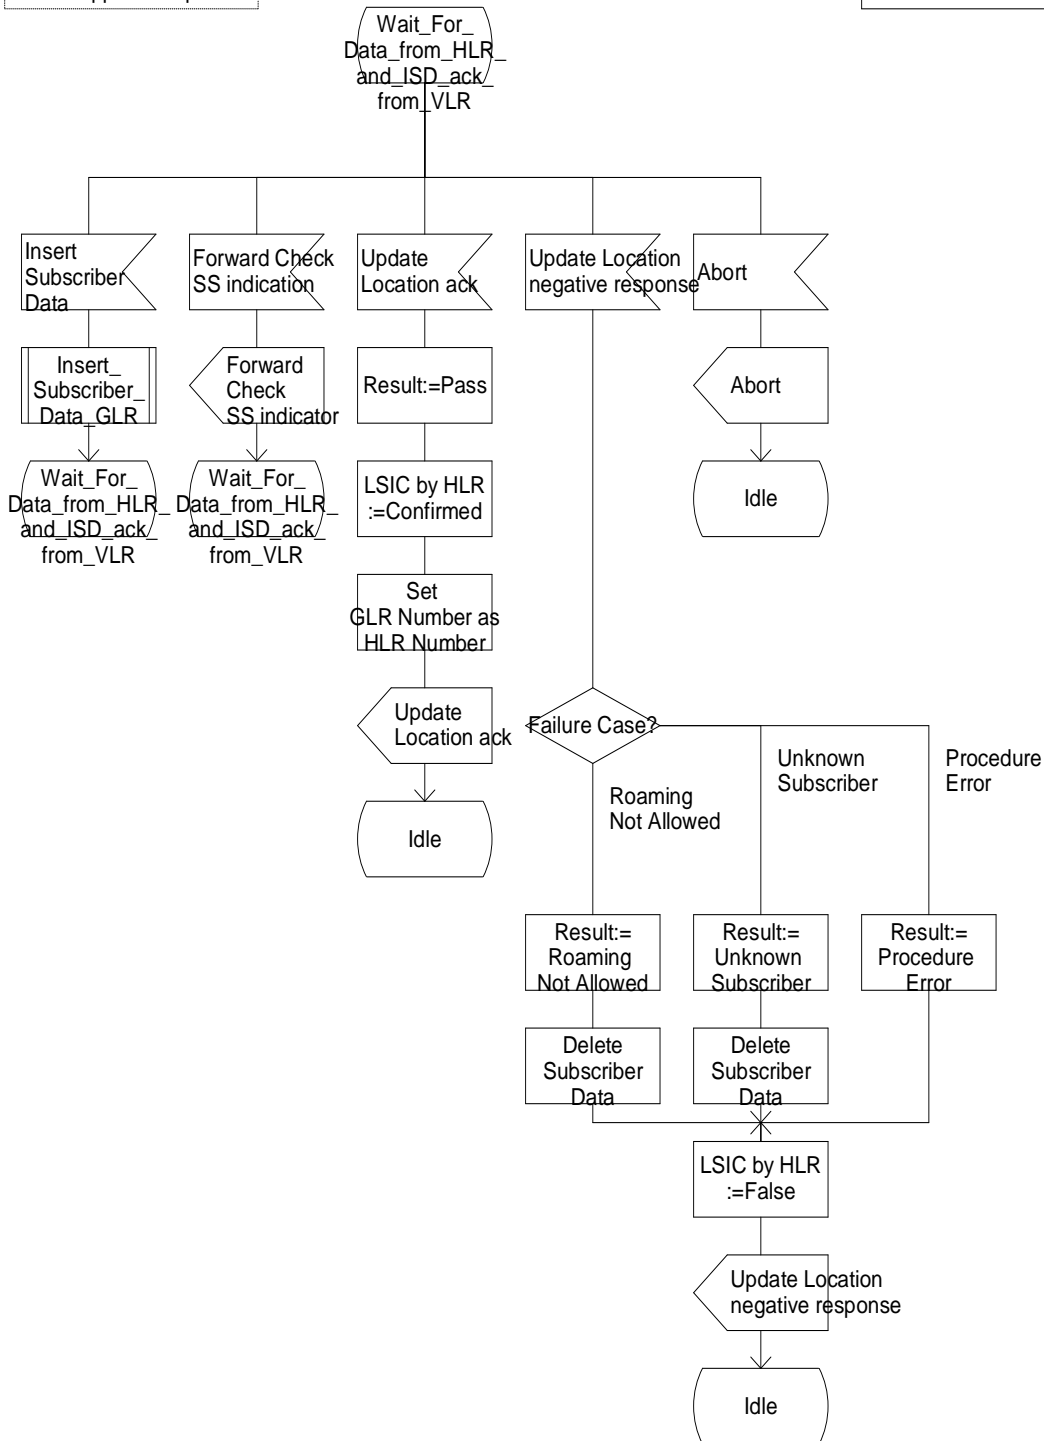 Wait_For_
Data_from_HLR_
and_ISD_ack_
from_VLR
Insert
Subscriber
Data
Forward Check
SS indication
Update
Location ack
Update Location
negative response
Abort
Insert_
Subscriber_
Data_GLR
Forward
Check
SS indicator
Result:=Pass
Abort
Wait_For_
Data_from_HLR_
and_ISD_ack_
from_VLR
Wait_For_
Data_from_HLR_
and_ISD_ack_
from_VLR
LSIC by HLR
:=Confirmed
Idle
Set
GLR Number as
HLR Number
Update
Location ack
Failure Case?
Unknown
Subscriber
Procedure
Error
Roaming
Not Allowed
Idle
Result:=
Roaming
Not Allowed
Result:=
Unknown
Subscriber
Result:=
Procedure
Error
Delete
Subscriber
Data
Delete
Subscriber
Data
LSIC by HLR
:=False
Update Location
negative response
Idle